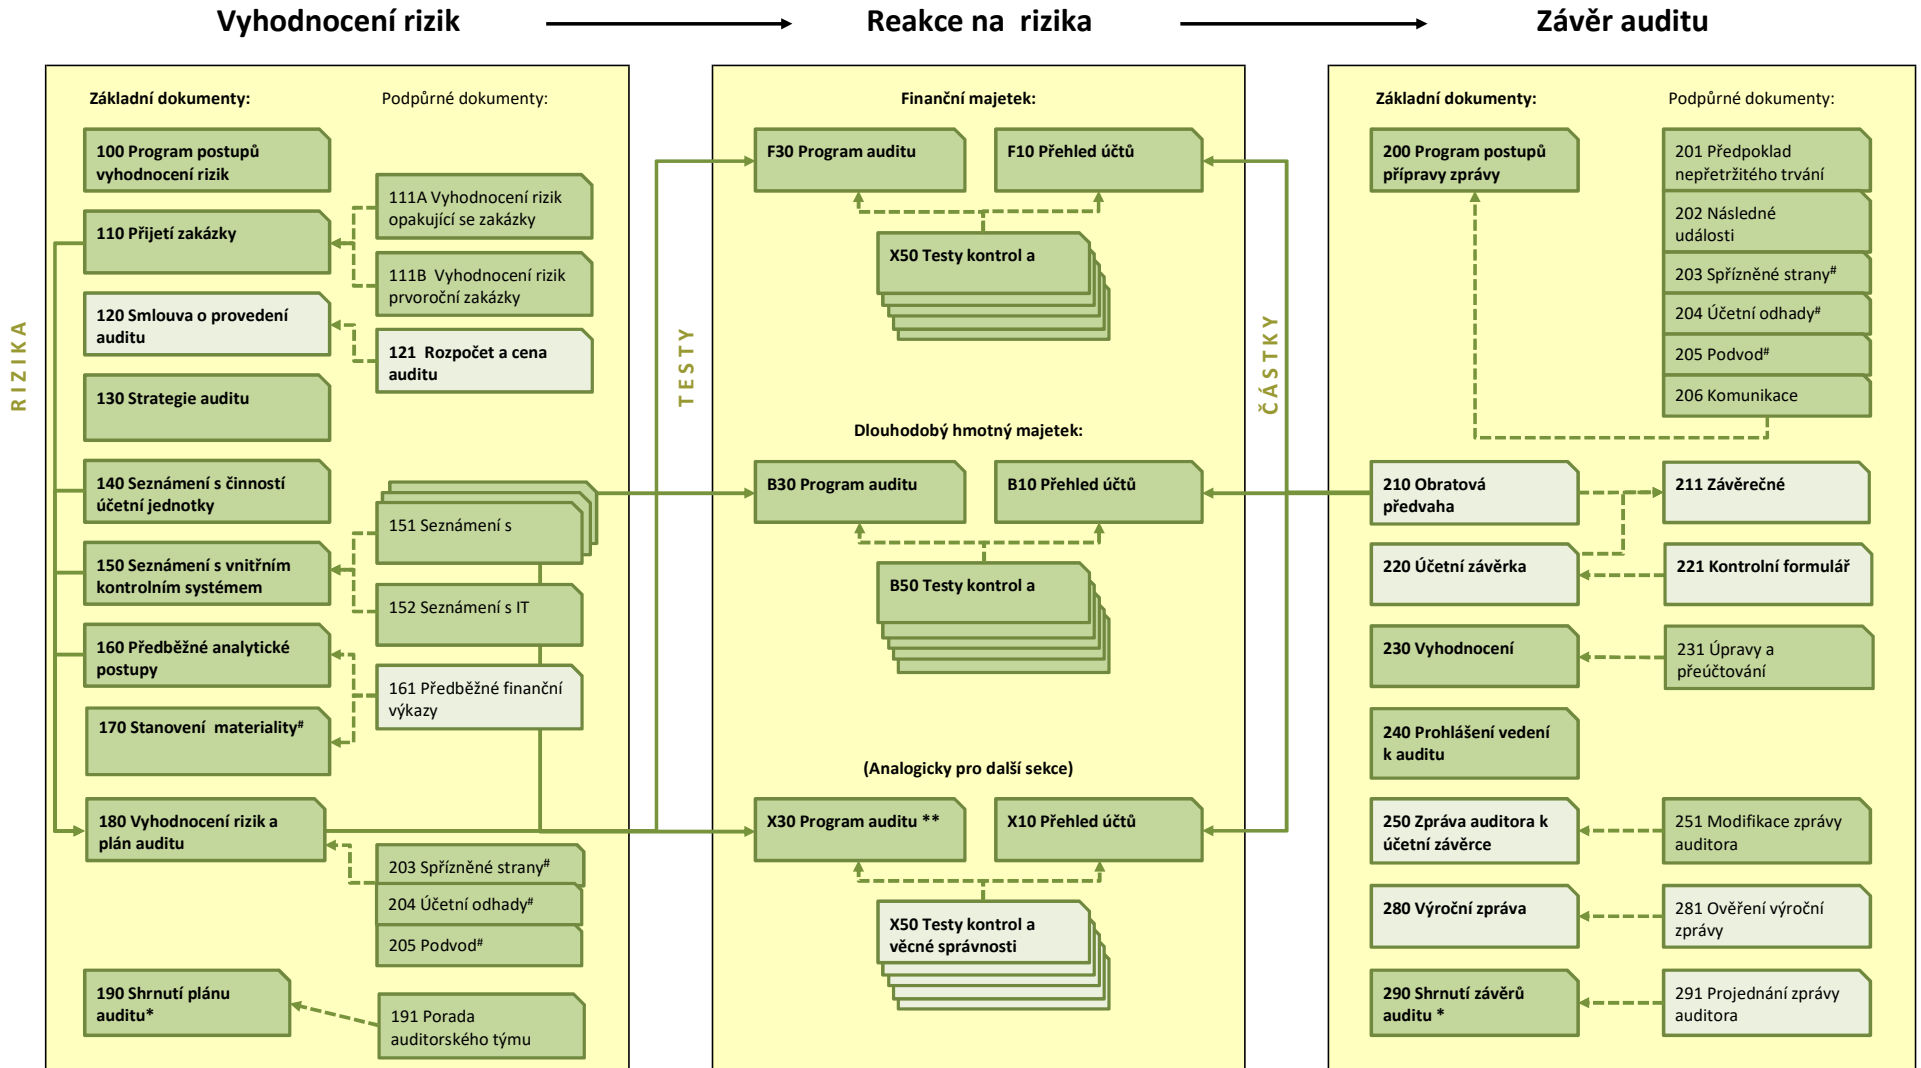 Vyhodnocení rizik
Reakce na rizika
Závěr auditu
RIZIKA
Základní dokumenty:
Podpůrné dokumenty:
100 Program postupů
vyhodnocení rizik
111A Vyhodnocení rizik
opakující se zakázky
110 Přijetí zakázky
111B Vyhodnocení rizik
prvoroční zakázky
120 Smlouva o provedení
auditu
121 Rozpočet a cena
auditu
130 Strategie auditu
140 Seznámení s činností
účetní jednotky
151 Seznámení s
150 Seznámení s vnitřním
kontrolním systémem
152 Seznámení s IT
160 Předběžné analytické
postupy
161 Předběžné finanční
výkazy
170 Stanovení materiality#
180 Vyhodnocení rizik a
plán auditu
203 Spřízněné strany#
204 Účetní odhady#
205 Podvod#
190 Shrnutí plánu
auditu*
191 Porada
auditorského týmu
TESTY
Finanční majetek:
F30 Program auditu
F10 Přehled účtů
X50 Testy kontrol a
Dlouhodobý hmotný majetek:
B30 Program auditu
B10 Přehled účtů
B50 Testy kontrol a
(Analogicky pro další sekce)
X30 Program auditu **
X10 Přehled účtů
X50 Testy kontrol a
věcné správnosti
ČÁSTKY
Základní dokumenty:
Podpůrné dokumenty:
200 Program postupů
přípravy zprávy
201 Předpoklad
nepřetržitého trvání
202 Následné
události
203 Spřízněné strany#
204 Účetní odhady#
205 Podvod#
206 Komunikace
210 Obratová
předvaha
211 Závěrečné
220 Účetní závěrka
221 Kontrolní formulář
230 Vyhodnocení
231 Úpravy a
přeúčtování
240 Prohlášení vedení
k auditu
250 Zpráva auditora k
účetní závěrce
251 Modifikace zprávy
auditora
280 Výroční zpráva
281 Ověření výroční
zprávy
290 Shrnutí závěrů
auditu *
291 Projednání zprávy
auditora